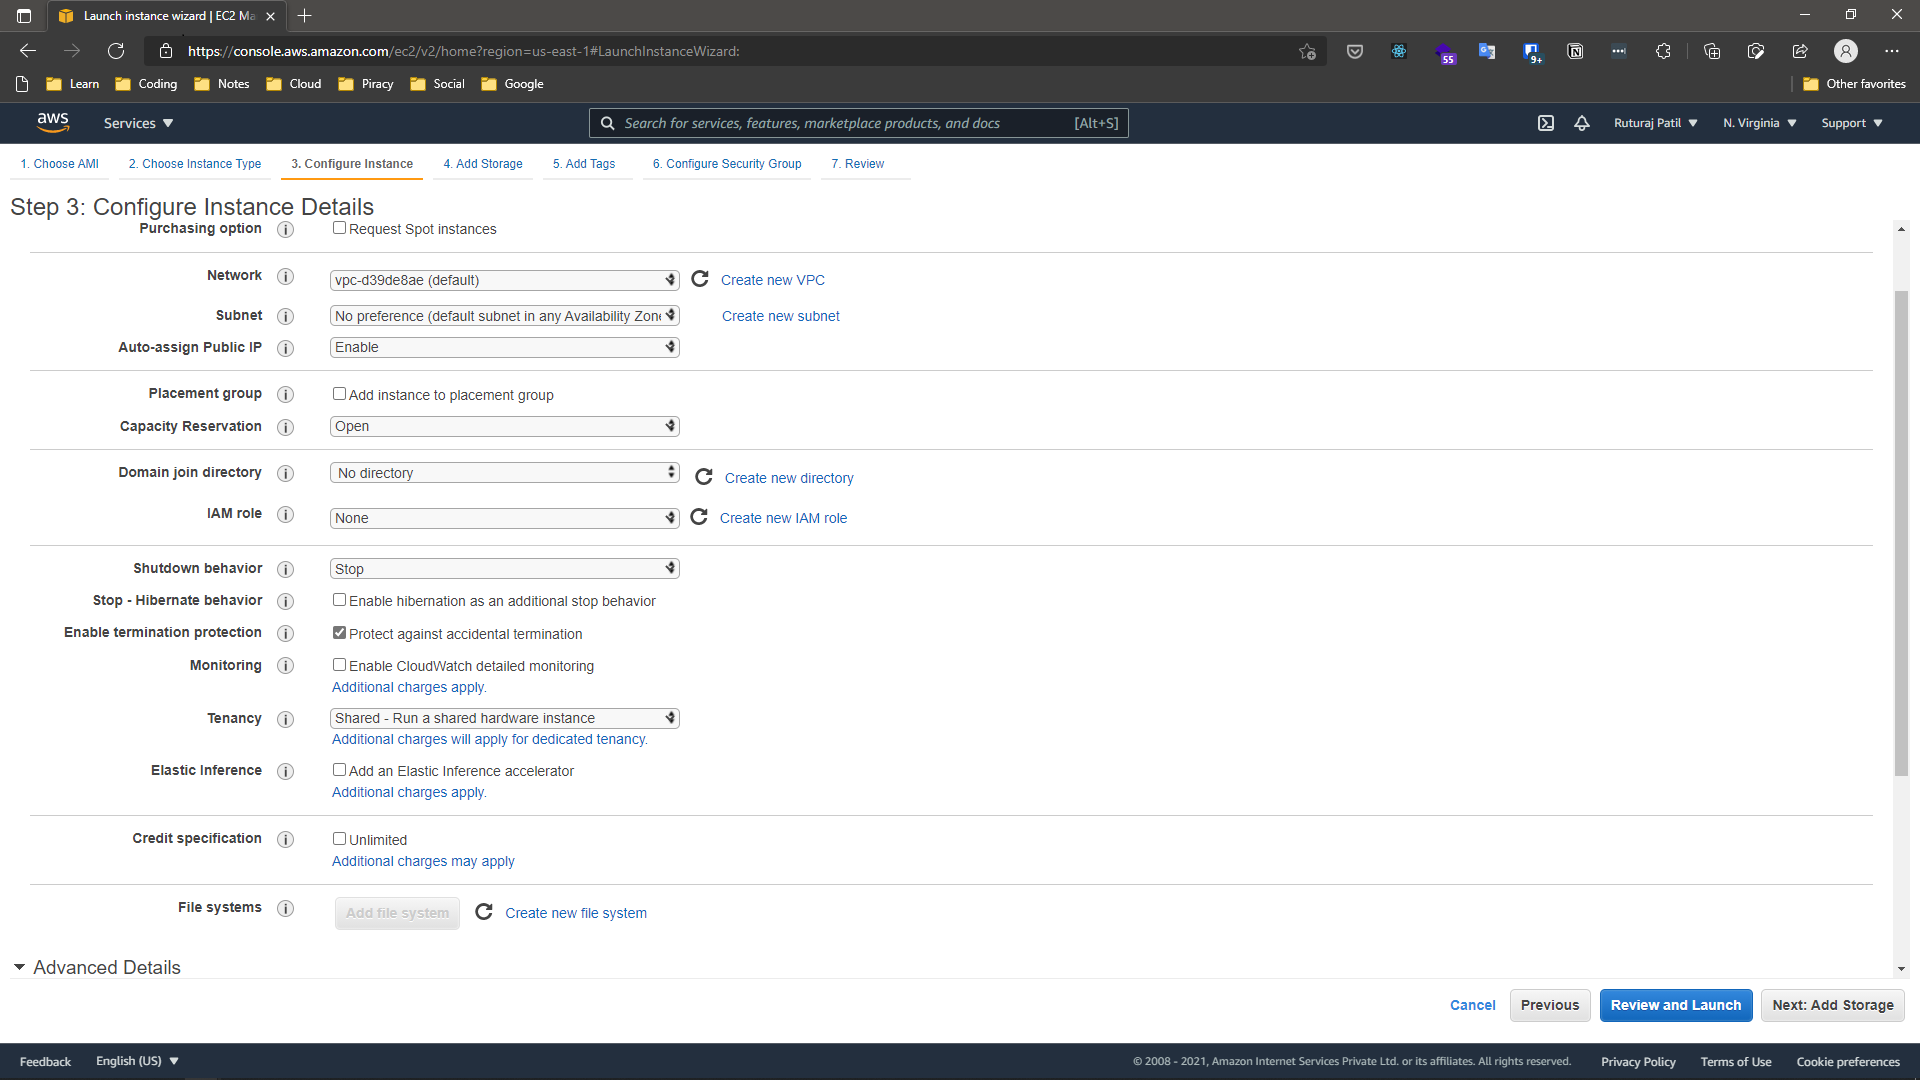 Launch instance wizard | EC2 Ma
https://console.aws.amazon.com/ec2/v2/home?region=us-east-1#LaunchInstanceWizard:
55
9+
Learn Coding Notes Cloud Piracy Social Google Other favorites
aws Services Search for services, features, marketplace products, and docs [Alt+S] Ruturaj Patil N. Virginia Support
1. Choose AMI 2. Choose Instance Type 3. Configure Instance 4. Add Storage 5. Add Tags 6. Configure Security Group 7. Review
Step 3: Configure Instance Details
Purchasing option i Request Spot instances
Network i vpc-d39de8ae (default) Create new VPC
Subnet i No preference (default subnet in any Availability Zone Create new subnet
Auto-assign Public IP i Enable
Placement group i Add instance to placement group
Capacity Reservation i Open
Domain join directory i No directory Create new directory
IAM role i None Create new IAM role
Shutdown behavior i Stop
Stop - Hibernate behavior i Enable hibernation as an additional stop behavior
Enable termination protection i Protect against accidental termination
Monitoring i Enable CloudWatch detailed monitoring
Additional charges apply.
Tenancy i Shared - Run a shared hardware instance
Additional charges will apply for dedicated tenancy.
Elastic Inference i Add an Elastic Inference accelerator
Additional charges apply.
Credit specification i Unlimited
Additional charges may apply
File systems i Add file system Create new file system
Advanced Details
Cancel Previous Review and Launch Next: Add Storage
Feedback English (US) © 2008 - 2021, Amazon Internet Services Private Ltd. or its affiliates. All rights reserved. Privacy Policy Terms of Use Cookie preferences